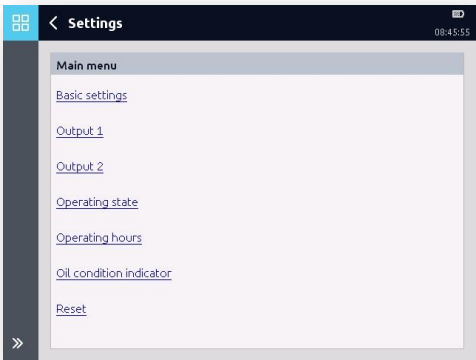 Settings
08:45:55
Main menu
Basic settings
Output 1
Output 2
Operating state
Operating hours
Oil condition indicator
Reset